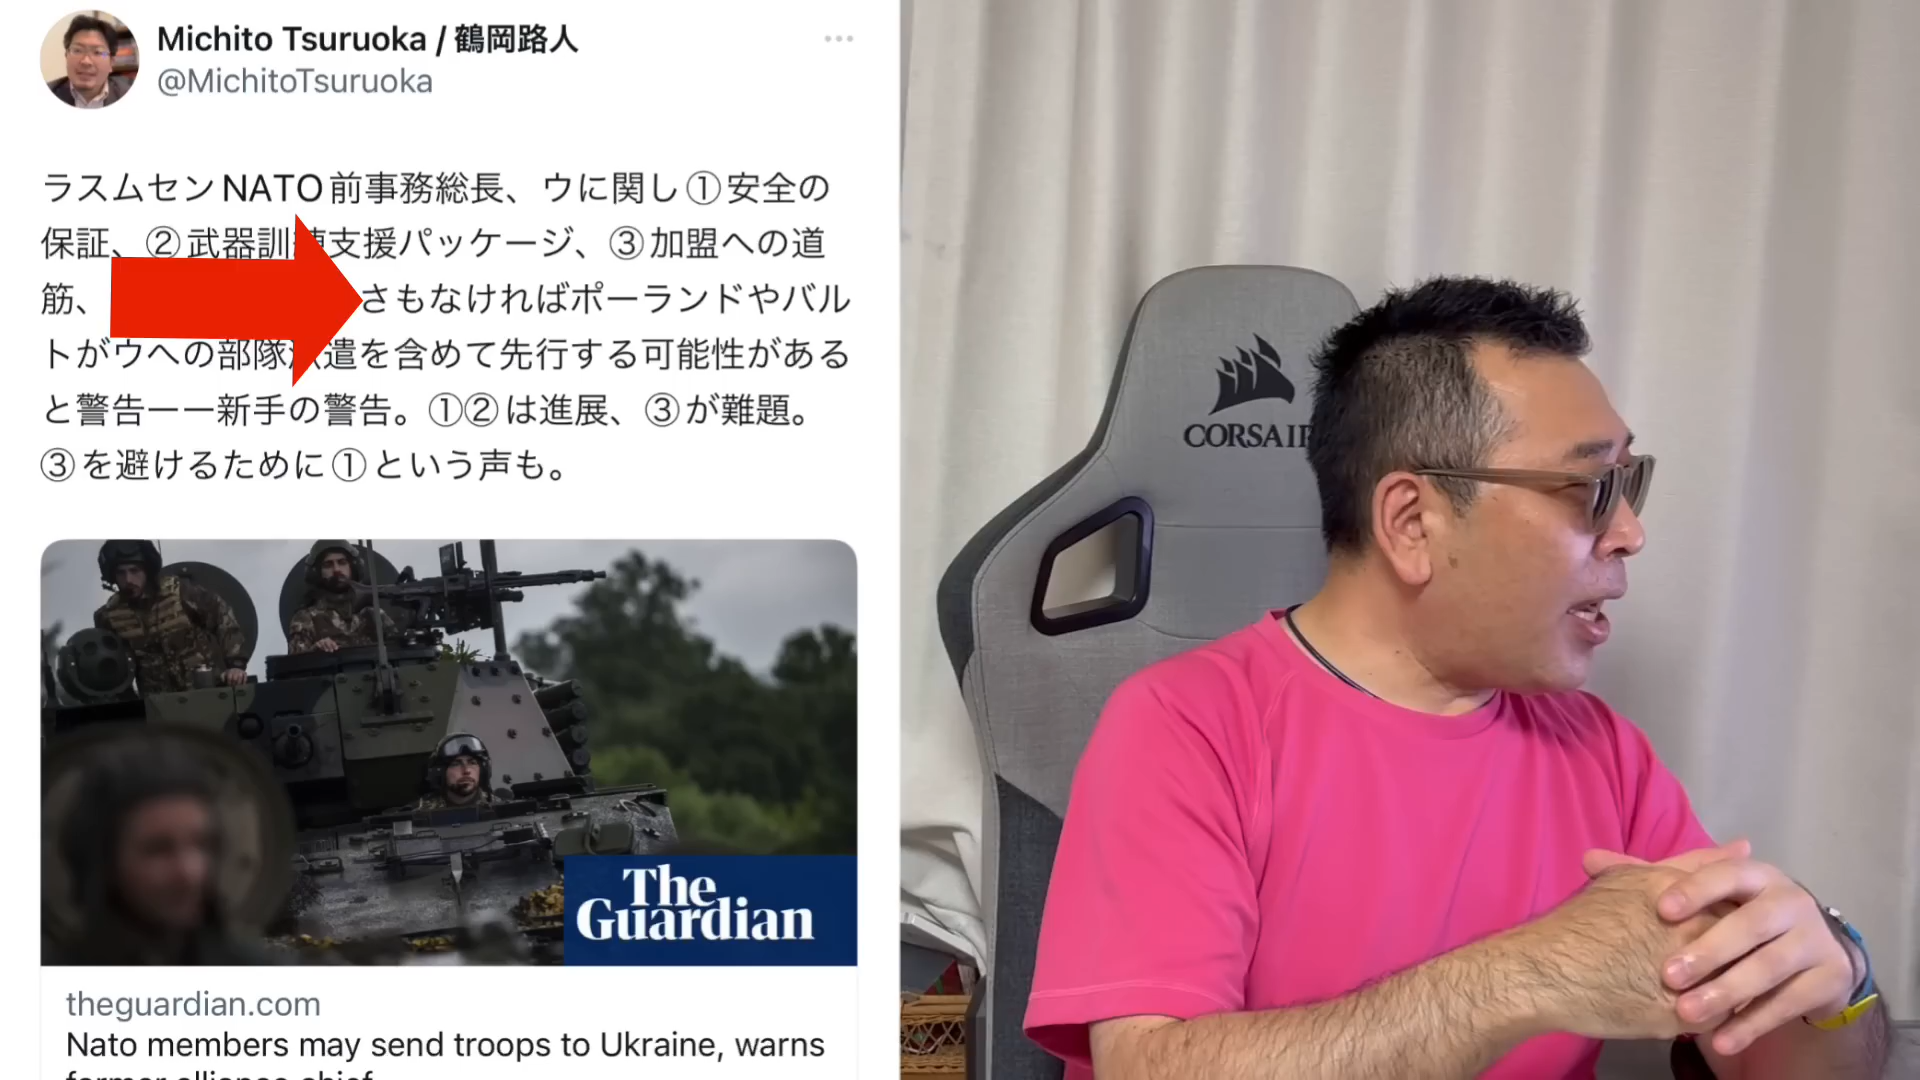 Michito Tsuruoka / 鶴岡路人
@MichitoTsuruoka
ラスムセンNATO前事務総長、ウに関し①安全の
保証、②武器訓練支援パッケージ、③加盟への道
筋、 さもなければポーランドやバル
トがウへの部隊派遣を含めて先行する可能性がある
と警告ーー新手の警告。①②は進展、③が難題。
③を避けるために①という声も。
The
Guardian
theguardian.com
Nato members may send troops to Ukraine, warns
former alliance chief
CORSAIR